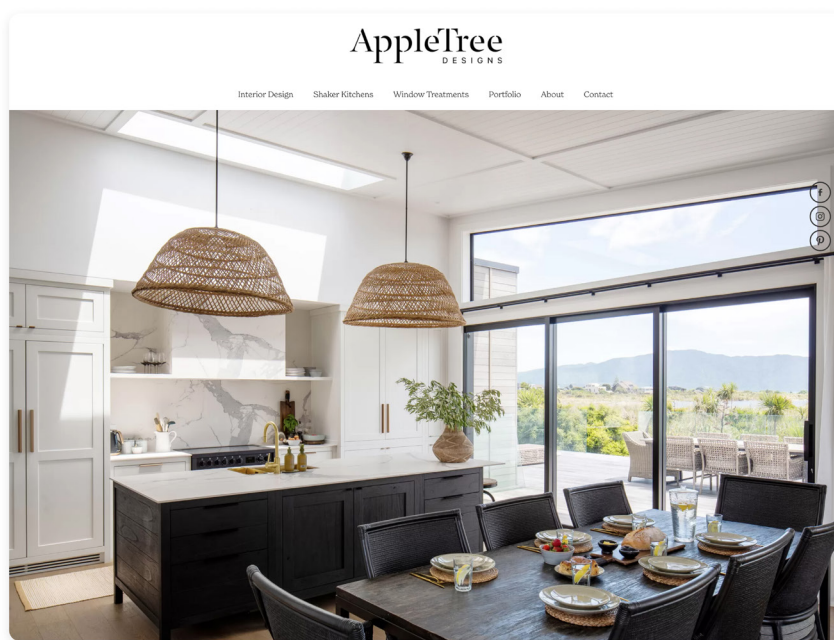 AppleTree
DESIGNS
Interior Design Shaker Kitchens Window Treatments Portfolio About Contact